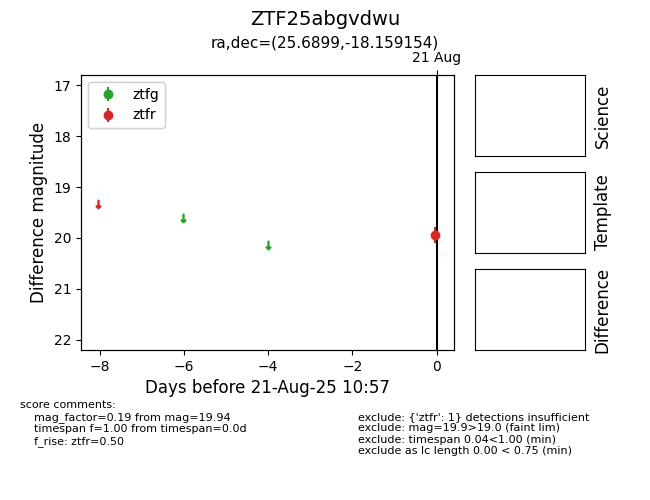 ZTF25abgvdwu
ra,dec=(25.6899,-18.159154)
21 Aug
ztfg
ztfr
17
18
19
20
21
22
Difference magnitude
−8
−6
−4
−2
0
Days before 21-Aug-25 10:57
Science
Template
Difference
score comments:
mag_factor=0.19 from mag=19.94
timespan f=1.00 from timespan=0.0d
f_rise: ztfr=0.50
exclude: {'ztfr': 1} detections insufficient
exclude: mag=19.9>19.0 (faint lim)
exclude: timespan 0.04<1.00 (min)
exclude as lc length 0.00 < 0.75 (min)